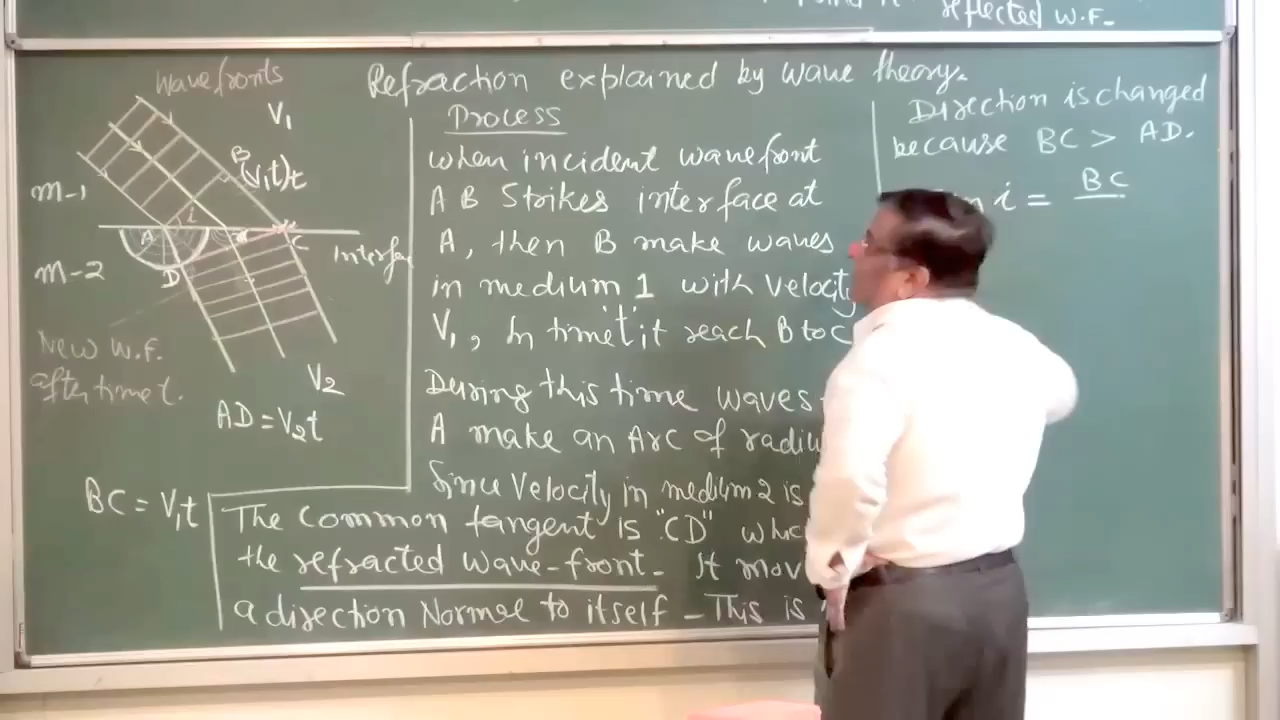 reflected W.F.
Refraction explained by wave theory.
Wavefronts
V1
B
(V1t)t
m-1
i
A
C
Interfa
m-2
D
New W.F.
after time t.
V2
AD = V2t
BC = V1t
Process
when incident wavefront
A B Strikes interface at
A, then B make waves
in medium 1 with Velocity
V1, In time 't' it reach B to C
During this time waves
A make an Arc of radiu
Since Velocity in medium 2 is
The common tangent is "CD" whic
the refracted wave-front. It mov
a direction Normal to itself - This is
Direction is changed
because BC > AD.
n i = BC